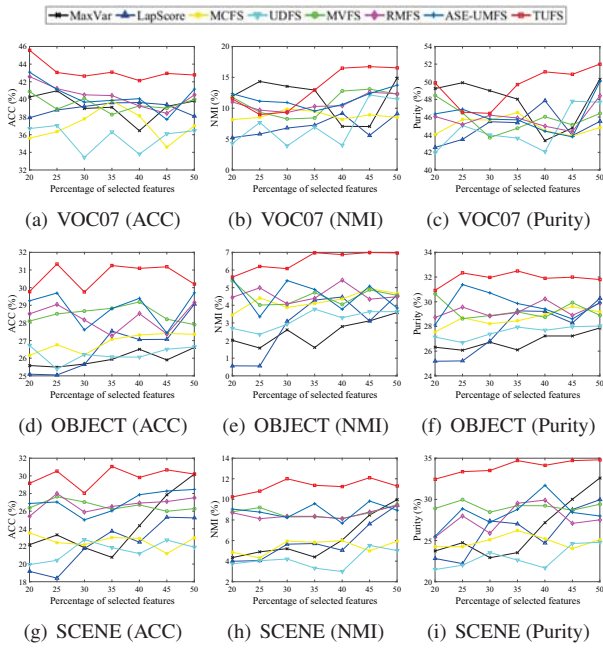 MaxVar LapScore MCFS UDFS MVFS RMFS ASE-UMFS TUFS
46 44 42 40 38 36 34 32
ACC (%)
20 25 30 35 40 45 50
Percentage of selected features
(a) VOC07 (ACC)
18 16 14 12 10 8 6 4 2
NMI (%)
20 25 30 35 40 45 50
Percentage of selected features
(b) VOC07 (NMI)
54 52 50 48 46 44 42 40
Purity (%)
20 25 30 35 40 45 50
Percentage of selected features
(c) VOC07 (Purity)
32 31 30 29 28 27 26 25
ACC (%)
20 25 30 35 40 45 50
Percentage of selected features
(d) OBJECT (ACC)
7 6 5 4 3 2 1 0
NMI (%)
20 25 30 35 40 45 50
Percentage of selected features
(e) OBJECT (NMI)
34 32 30 28 26 24
Purity (%)
20 25 30 35 40 45 50
Percentage of selected features
(f) OBJECT (Purity)
32 30 28 26 24 22 20 18
ACC (%)
20 25 30 35 40 45 50
Percentage of selected features
(g) SCENE (ACC)
14 12 10 8 6 4 2
NMI (%)
20 25 30 35 40 45 50
Percentage of selected features
(h) SCENE (NMI)
35 30 25 20
Purity (%)
20 25 30 35 40 45 50
Percentage of selected features
(i) SCENE (Purity)